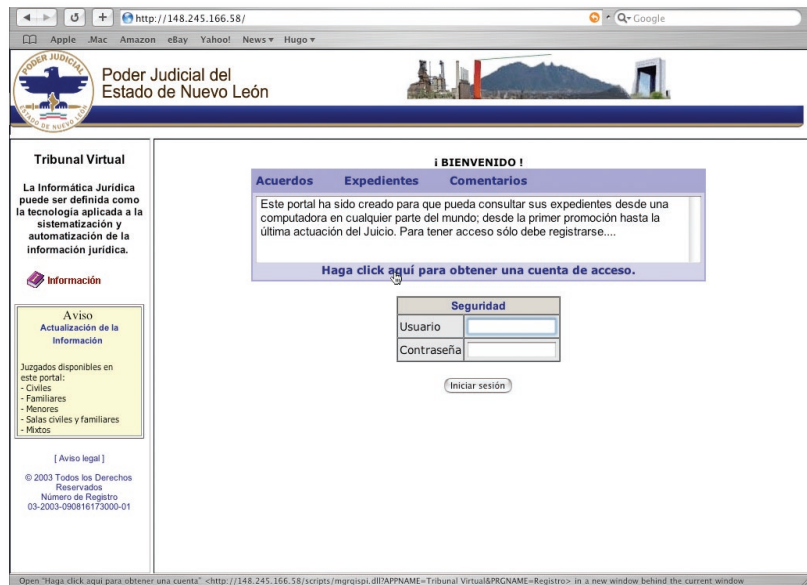 http://148.245.166.58/
Google
Apple .Mac Amazon eBay Yahoo! News Hugo
PODER JUDICIAL
ESTADO DE NUEVO LEÓN
Poder Judicial del
Estado de Nuevo León
Tribunal Virtual
La Informática Jurídica
puede ser definida como
la tecnología aplicada a la
sistematización y
automatización de la
información jurídica.
Información
Aviso
Actualización de la
Información
Juzgados disponibles en
este portal:
- Civiles
- Familiares
- Menores
- Salas civiles y familiares
- Mixtos
[ Aviso legal ]
© 2003 Todos los Derechos
Reservados
Número de Registro
03-2003-090816173000-01
¡ BIENVENIDO !
Acuerdos Expedientes Comentarios
Este portal ha sido creado para que pueda consultar sus expedientes desde una
computadora en cualquier parte del mundo; desde la primer promoción hasta la
última actuación del Juicio. Para tener acceso sólo debe registrarse....
Haga click aquí para obtener una cuenta de acceso.
Seguridad
Usuario
Contraseña
Iniciar sesión
Open "Haga click aqui para obtener una cuenta" <http://148.245.166.58/scripts/mgrqispi.dll?APPNAME=Tribunal Virtual&PRGNAME=Registro> in a new window behind the current window